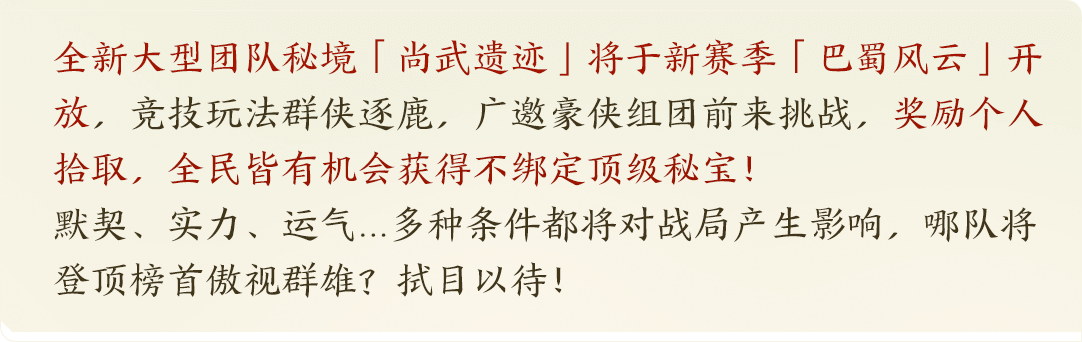 全新大型团队秘境「尚武遗迹」将于新赛季「巴蜀风云」开
放，竞技玩法群侠逐鹿，广邀豪侠组团前来挑战，奖励个人
拾取，全民皆有机会获得不绑定顶级秘宝！
默契、实力、运气...多种条件都将对战局产生影响，哪队将
登顶榜首傲视群雄？拭目以待！